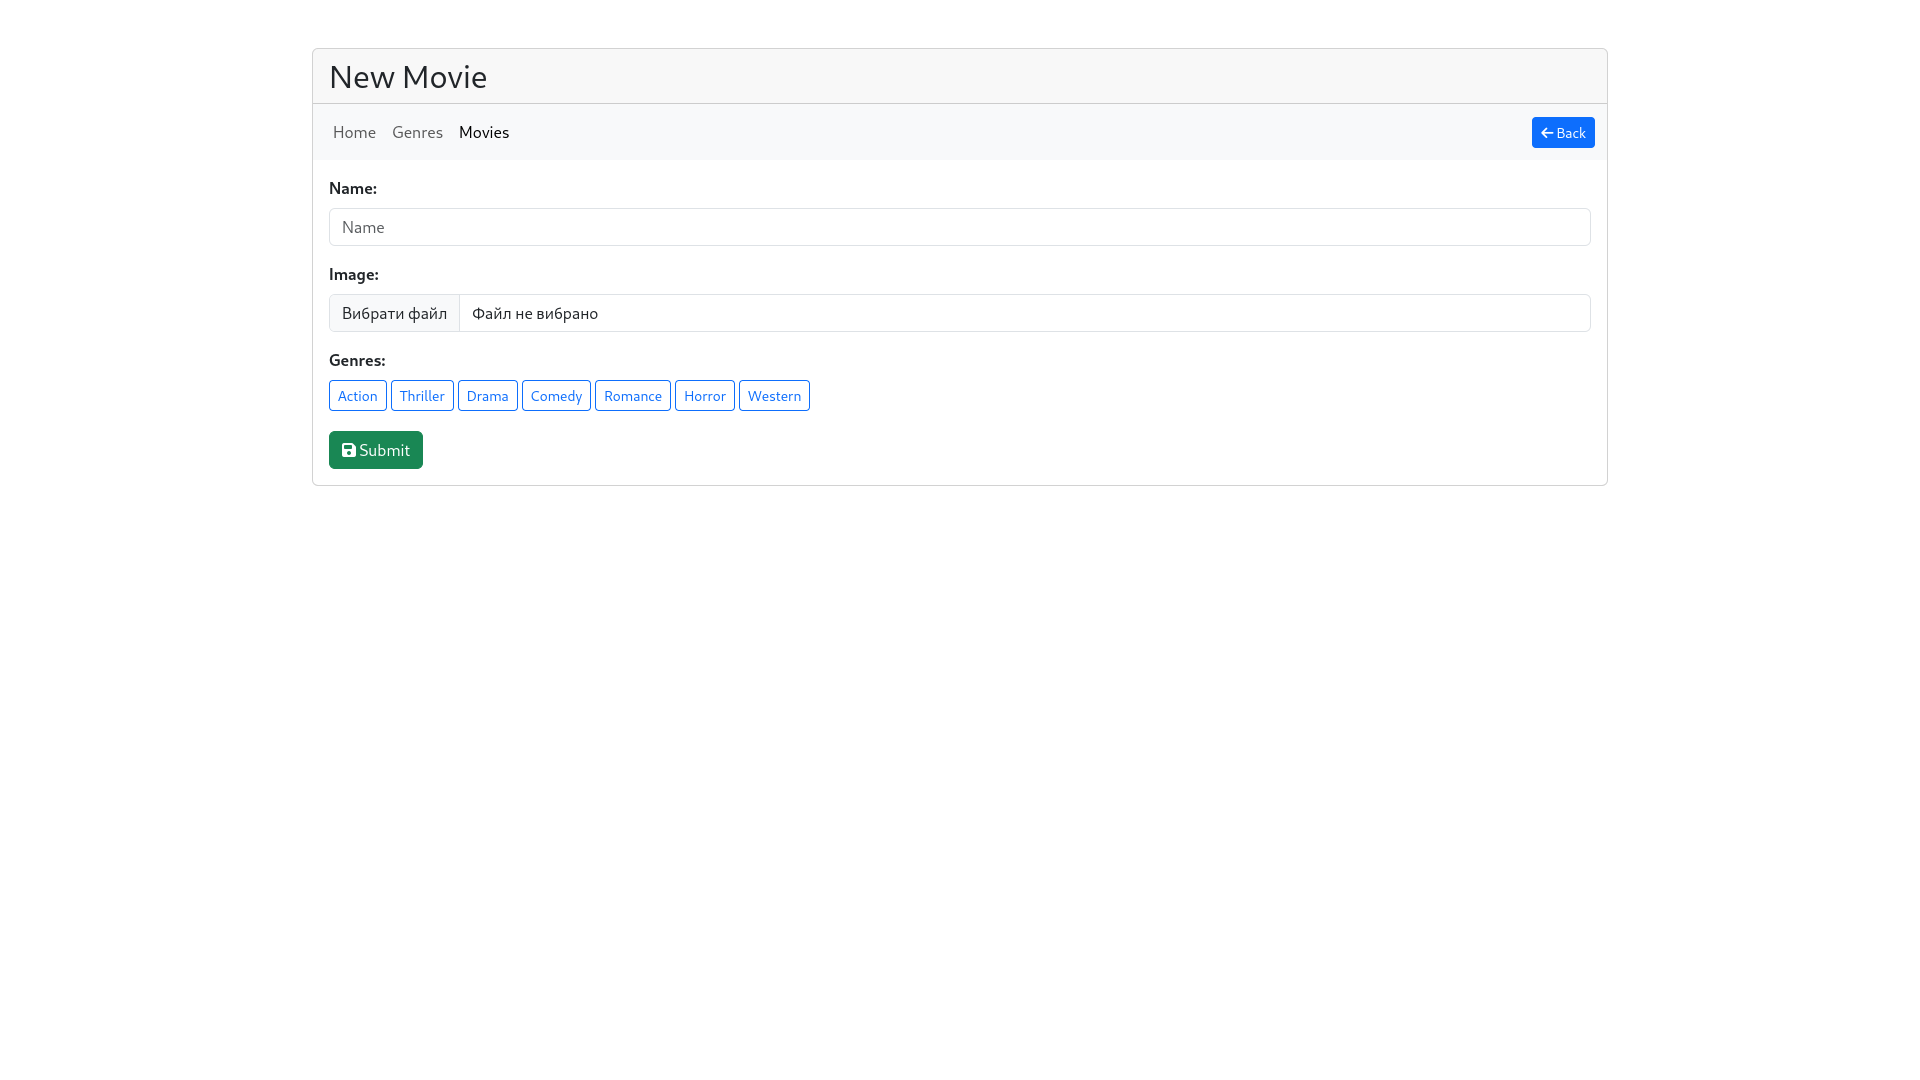 New Movie
Home Genres Movies Back
Name:
Name
Image:
Вибрати файл Файл не вибрано
Genres:
Action Thriller Drama Comedy Romance Horror Western
Submit